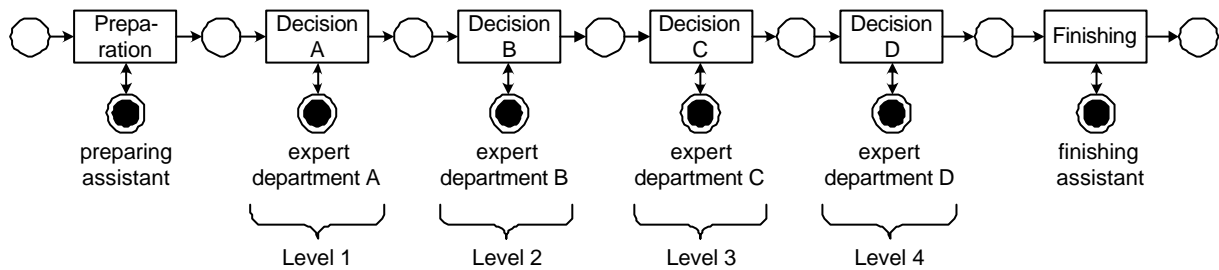 Prepa-
ration
Decision
A
Decision
B
Decision
C
Decision
D
Finishing
preparing
assistant
expert
department A
expert
department B
expert
department C
expert
department D
finishing
assistant
Level 1
Level 2
Level 3
Level 4